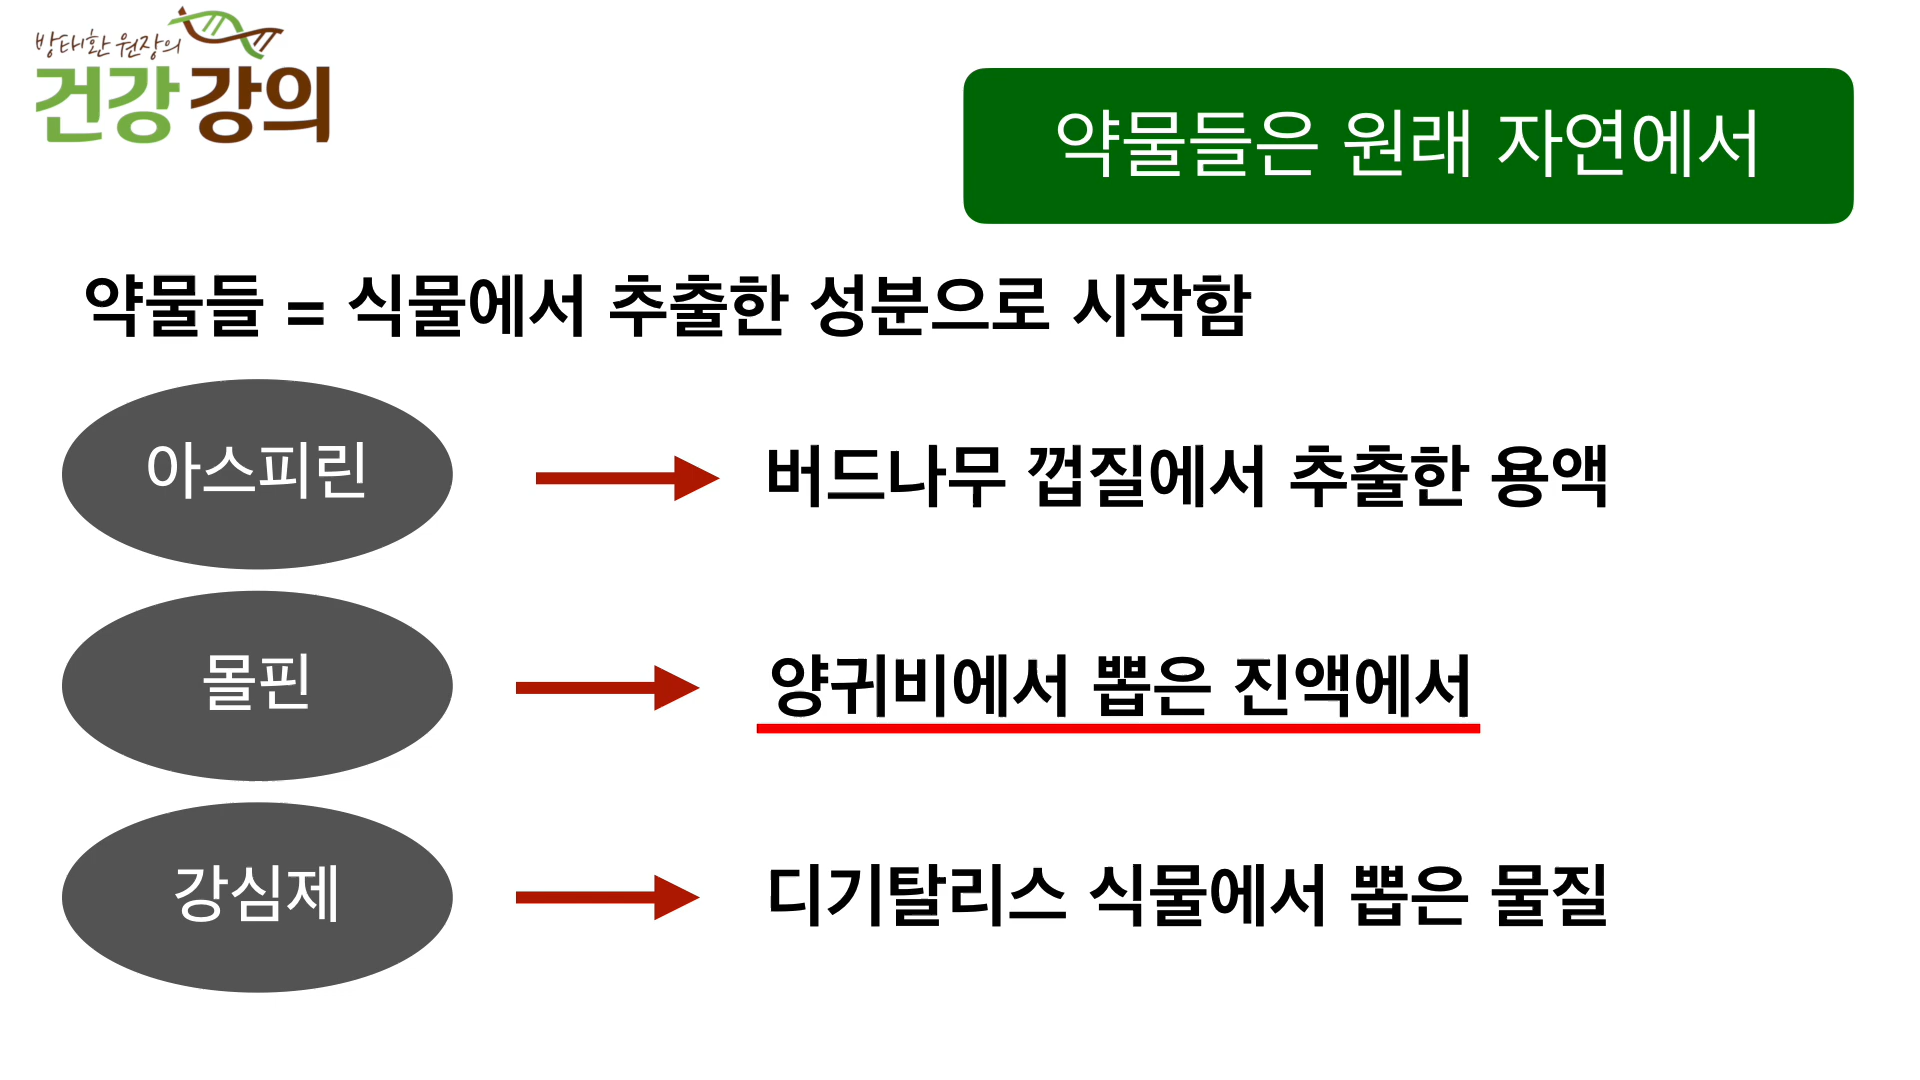 방태환 원장의
건강 강의
약물들은 원래 자연에서
약물들 = 식물에서 추출한 성분으로 시작함
아스피린
버드나무 껍질에서 추출한 용액
몰핀
양귀비에서 뽑은 진액에서
강심제
디기탈리스 식물에서 뽑은 물질